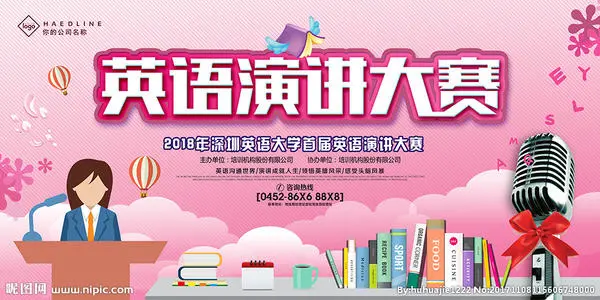 logo
HAEDLINE
你的公司名称
英语演讲大赛
2018年深圳英语大学首届英语演讲大赛
主办单位：培训机构股份有限公司 协办单位：培训机构股份有限公司
英语沟通世界/演讲成就人生/领悟英雄风采/感受头脑风暴
咨询热线
[0452-86X6 88X8]
RECIPE BOOK
SPORT
ORGANIC CORNER
FOOD
CUISINE
昵图网
www.nipic.com
By:huhuajie1222 No:20171108115606748000